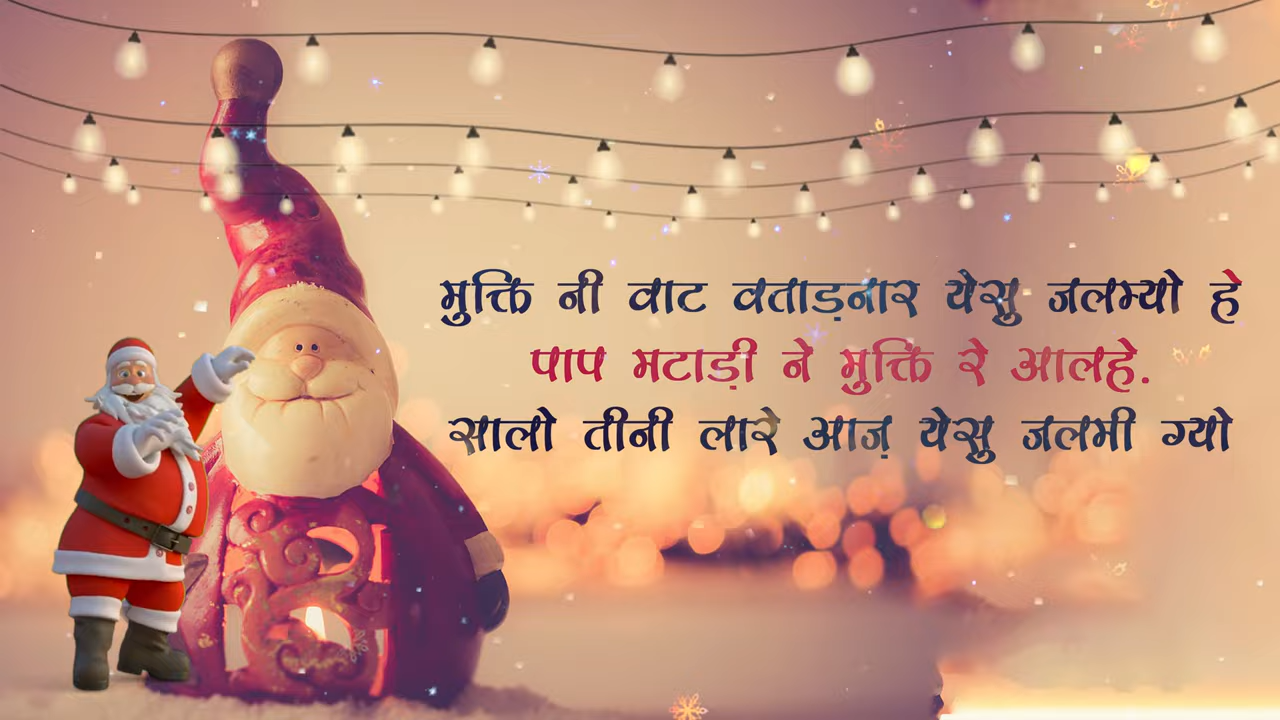 मुक्ति नी वाट वताड़नार येसु जलम्यो हे
पाप मटाड़ी ने मुक्ति रे आलहे.
सालो तीनी लारे आज़ येसु जलमी ग्यो